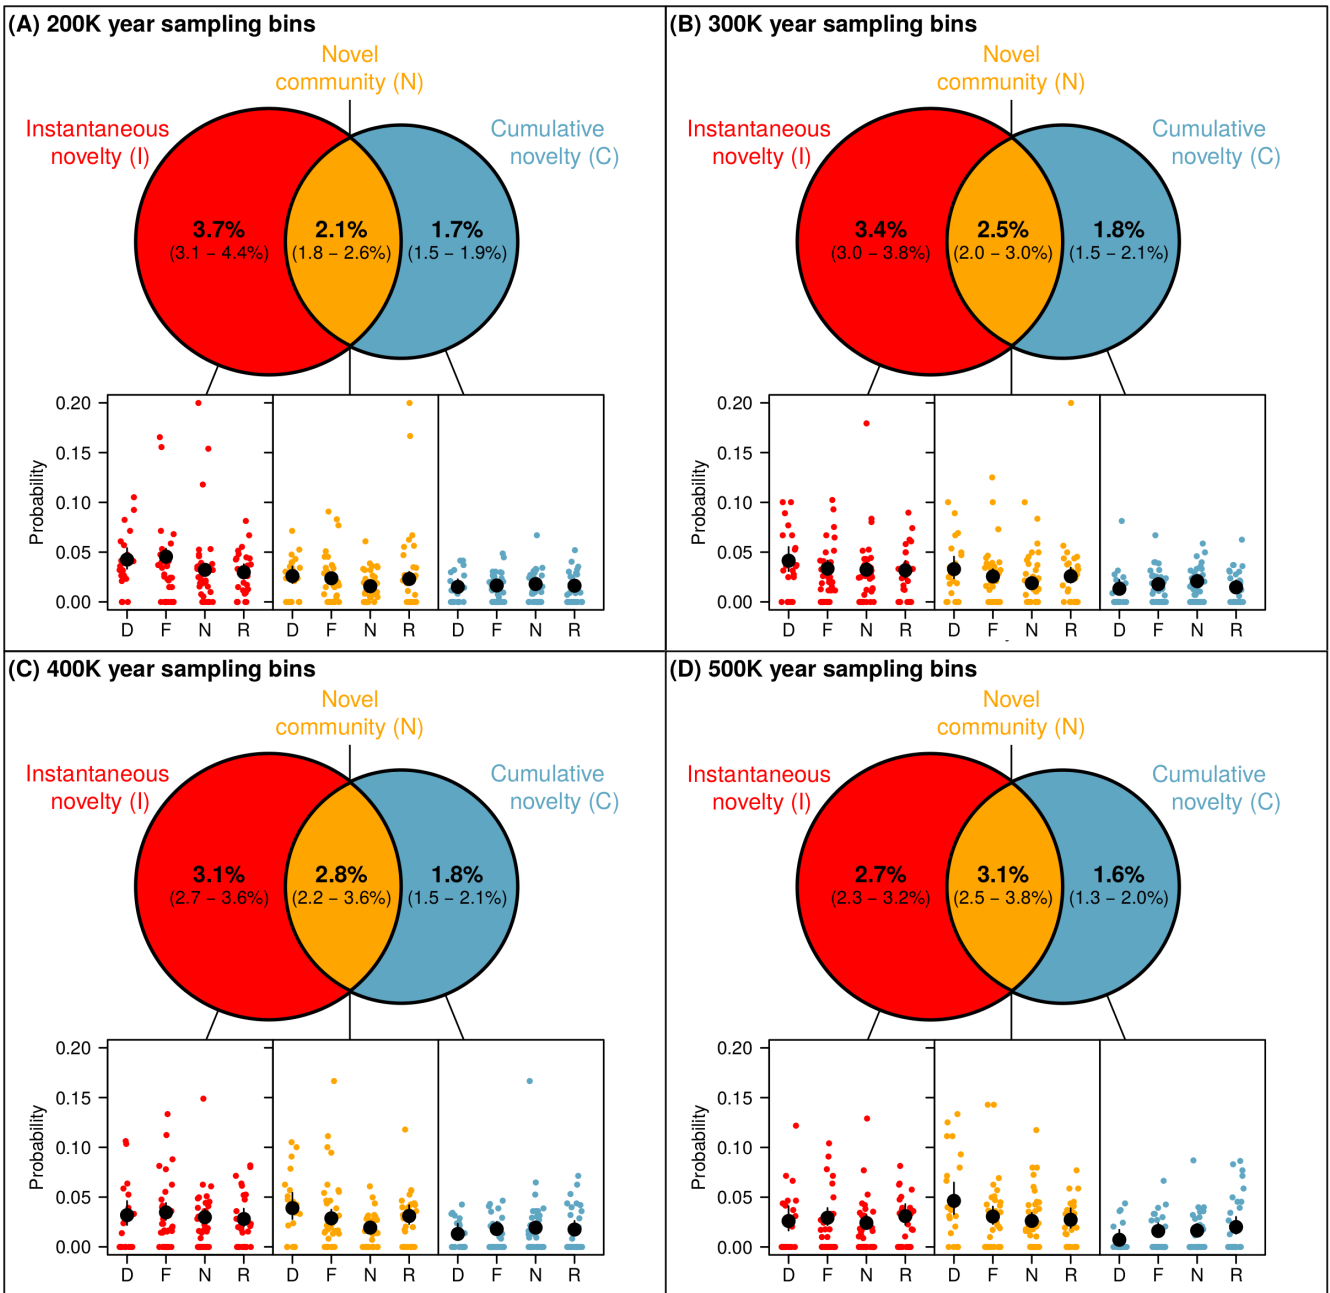 (A) 200K year sampling bins
Novel
community (N)
Instantaneous
novelty (I)
Cumulative
novelty (C)
3.7%
(3.1 − 4.4%)
2.1%
(1.8 − 2.6%)
1.7%
(1.5 − 1.9%)
Probability
0.20
0.15
0.10
0.05
0.00
D F N R D F N R D F N R
(B) 300K year sampling bins
Novel
community (N)
Instantaneous
novelty (I)
Cumulative
novelty (C)
3.4%
(3.0 − 3.8%)
2.5%
(2.0 − 3.0%)
1.8%
(1.5 − 2.1%)
Probability
0.20
0.15
0.10
0.05
0.00
D F N R D F N R D F N R
(C) 400K year sampling bins
Novel
community (N)
Instantaneous
novelty (I)
Cumulative
novelty (C)
3.1%
(2.7 − 3.6%)
2.8%
(2.2 − 3.6%)
1.8%
(1.5 − 2.1%)
Probability
0.20
0.15
0.10
0.05
0.00
D F N R D F N R D F N R
(D) 500K year sampling bins
Novel
community (N)
Instantaneous
novelty (I)
Cumulative
novelty (C)
2.7%
(2.3 − 3.2%)
3.1%
(2.5 − 3.8%)
1.6%
(1.3 − 2.0%)
Probability
0.20
0.15
0.10
0.05
0.00
D F N R D F N R D F N R